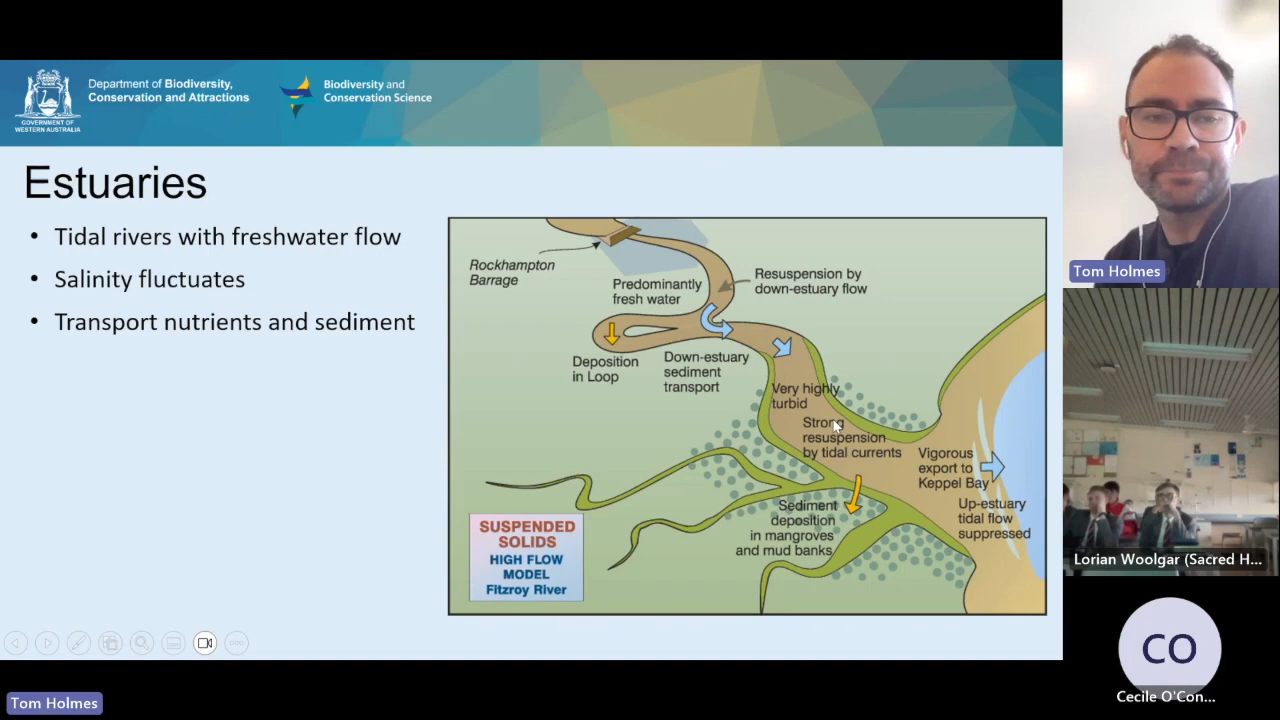 GOVERNMENT OF
WESTERN AUSTRALIA
Department of Biodiversity,
Conservation and Attractions
Biodiversity and
Conservation Science
Estuaries
• Tidal rivers with freshwater flow
• Salinity fluctuates
• Transport nutrients and sediment
Rockhampton
Barrage
Predominantly
fresh water
Resuspension by
down-estuary flow
Deposition
in Loop
Down-estuary
sediment
transport
Very highly
turbid
Strong
resuspension
by tidal currents
Vigorous
export to
Keppel Bay
Up-estuary
tidal flow
suppressed
Sediment
deposition
in mangroves
and mud banks
SUSPENDED
SOLIDS
HIGH FLOW
MODEL
Fitzroy River
Tom Holmes
Tom Holmes
Lorian Woolgar (Sacred H...
CO
Cecile O'Con...